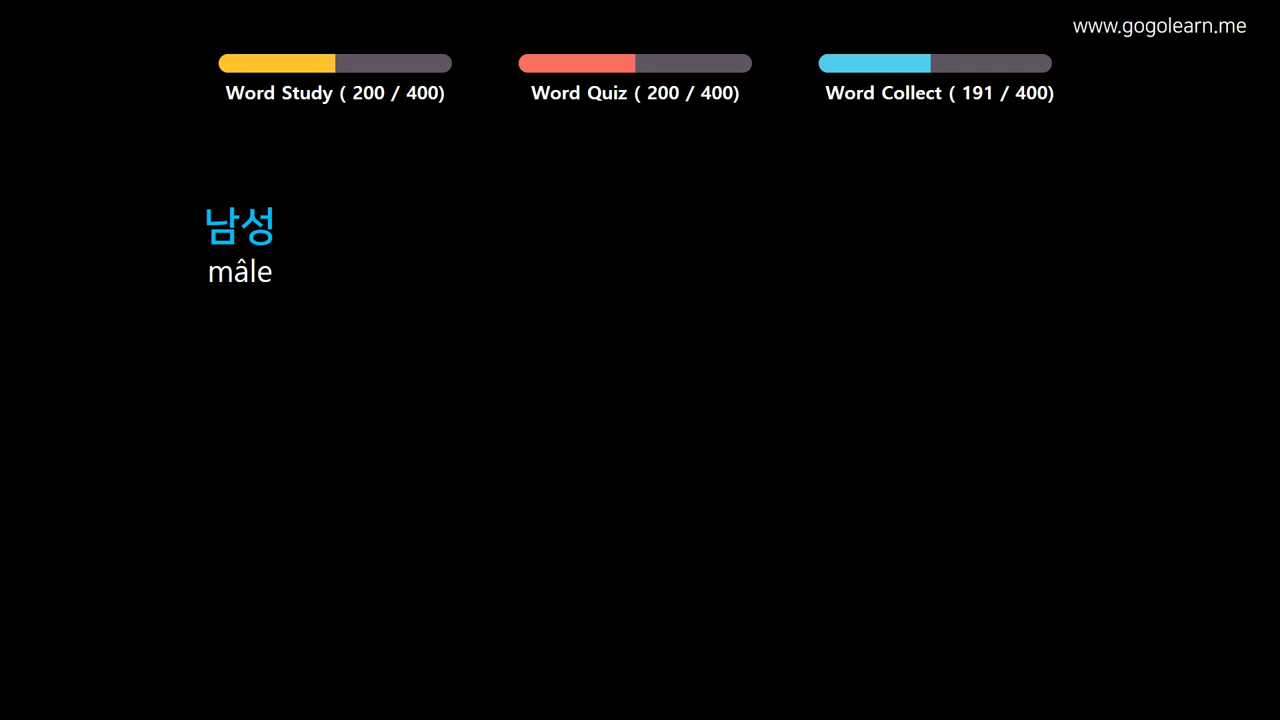 www.gogolearn.me
Word Study ( 200 / 400)
Word Quiz ( 200 / 400)
Word Collect ( 191 / 400)
남성
mâle